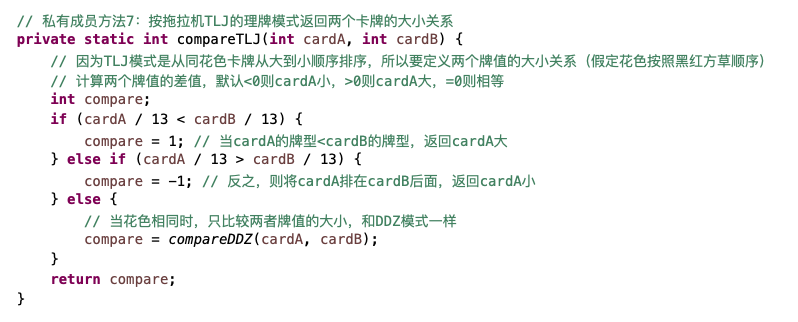 // 私有成员方法7：按拖拉机TLJ的理牌模式返回两个卡牌的大小关系
private static int compareTLJ(int cardA, int cardB) {
// 因为TLJ模式是从同花色卡牌从大到小顺序排序，所以要定义两个牌值的大小关系（假定花色按照黑红方草顺序）
// 计算两个牌值的差值，默认<0则cardA小，>0则cardA大，=0则相等
int compare;
if (cardA / 13 < cardB / 13) {
compare = 1; // 当cardA的牌型<cardB的牌型，返回cardA大
} else if (cardA / 13 > cardB / 13) {
compare = -1; // 反之，则将cardA排在cardB后面，返回cardA小
} else {
// 当花色相同时，只比较两者牌值的大小，和DDZ模式一样
compare = compareDDZ(cardA, cardB);
}
return compare;
}